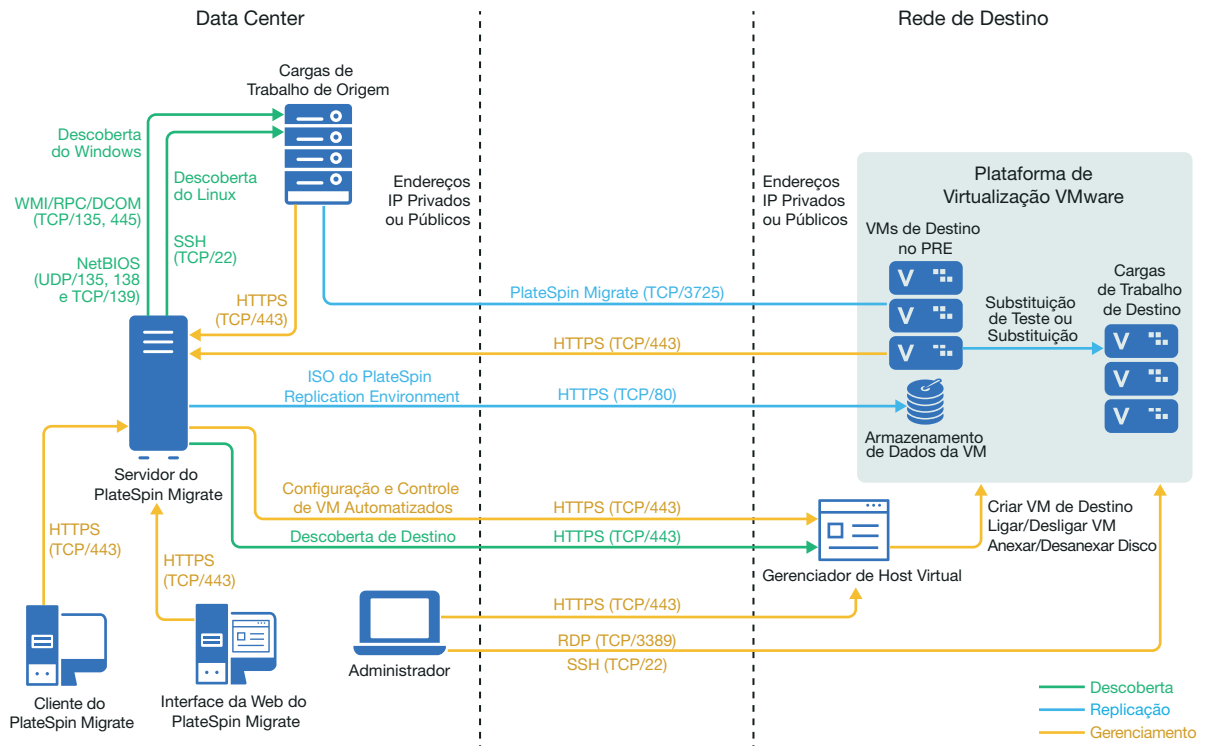 Data Center
Rede de Destino
Cargas de
Trabalho de Origem
Descoberta
do Windows
Descoberta
do Linux
WMI/RPC/DCOM
(TCP/135, 445)
SSH
(TCP/22)
NetBIOS
(UDP/135, 138
e TCP/139)
HTTPS
(TCP/443)
Endereços
IP Privados
ou Públicos
Endereços
IP Privados
ou Públicos
Plataforma de
Virtualização VMware
VMs de Destino
no PRE
V
V
V
Cargas
de Trabalho
de Destino
V
V
V
Substituição
de Teste ou
Substituição
PlateSpin Migrate (TCP/3725)
HTTPS (TCP/443)
ISO do PlateSpin
Replication Environment
HTTPS (TCP/80)
Armazenamento
de Dados da VM
Servidor do
PlateSpin Migrate
Configuração e Controle
de VM Automatizados
HTTPS (TCP/443)
Descoberta de Destino
HTTPS (TCP/443)
Gerenciador de Host Virtual
Criar VM de Destino
Ligar/Desligar VM
Anexar/Desanexar Disco
HTTPS
(TCP/443)
HTTPS
(TCP/443)
HTTPS (TCP/443)
RDP (TCP/3389)
SSH (TCP/22)
Administrador
Cliente do
PlateSpin Migrate
Interface da Web do
PlateSpin Migrate
Descoberta
Replicação
Gerenciamento